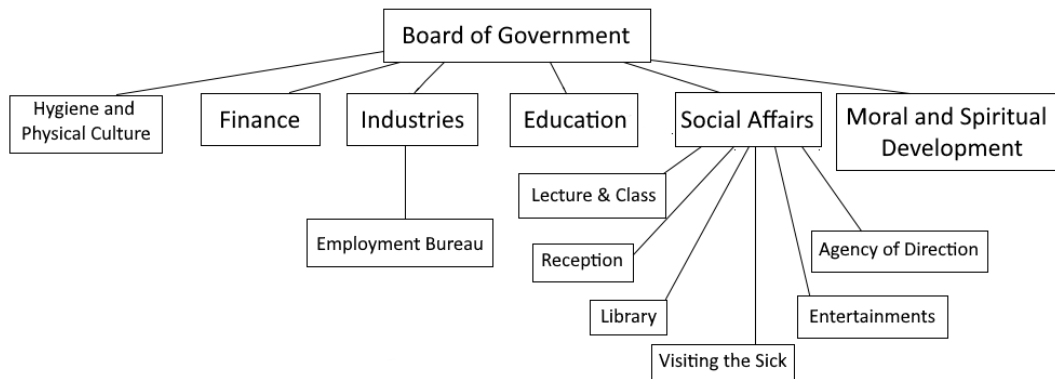 Board of Government
Hygiene and
Physical Culture
Finance
Industries
Education
Social Affairs
Moral and Spiritual
Development
Lecture & Class
Employment Bureau
Reception
Agency of Direction
Library
Entertainments
Visiting the Sick